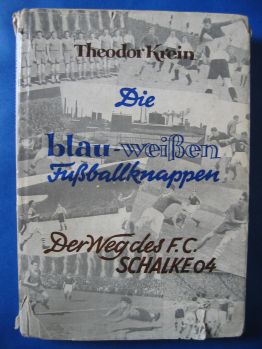 Theodor Krein
Die
blau-weißen
Fußballknappen
Der Weg des F.C.
SCHALKE 04